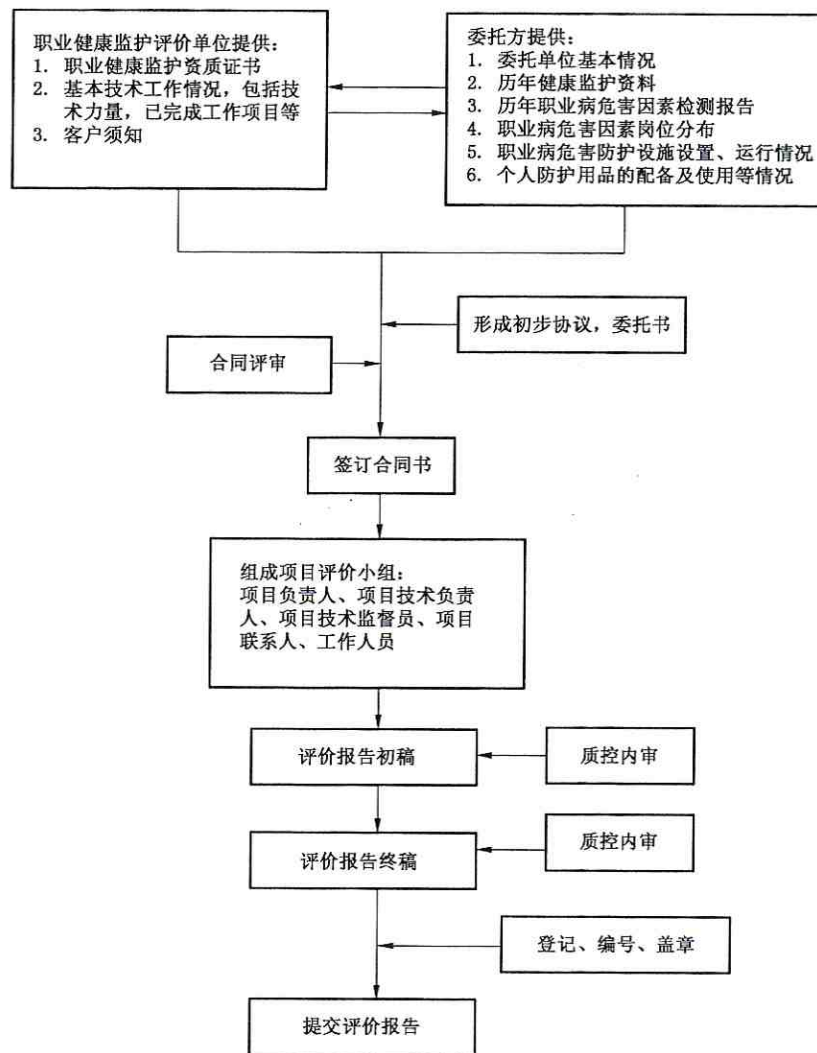 职业健康监护评价单位提供：
1. 职业健康监护资质证书
2. 基本技术工作情况，包括技
术力量，已完成工作项目等
3. 客户须知
委托方提供：
1. 委托单位基本情况
2. 历年健康监护资料
3. 历年职业病危害因素检测报告
4. 职业病危害因素岗位分布
5. 职业病危害防护设施设置、运行情况
6. 个人防护用品的配备及使用等情况
形成初步协议，委托书
合同评审
签订合同书
组成项目评价小组：
项目负责人、项目技术负责
人、项目技术监督员、项目
联系人、工作人员
评价报告初稿
质控内审
评价报告终稿
质控内审
登记、编号、盖章
提交评价报告